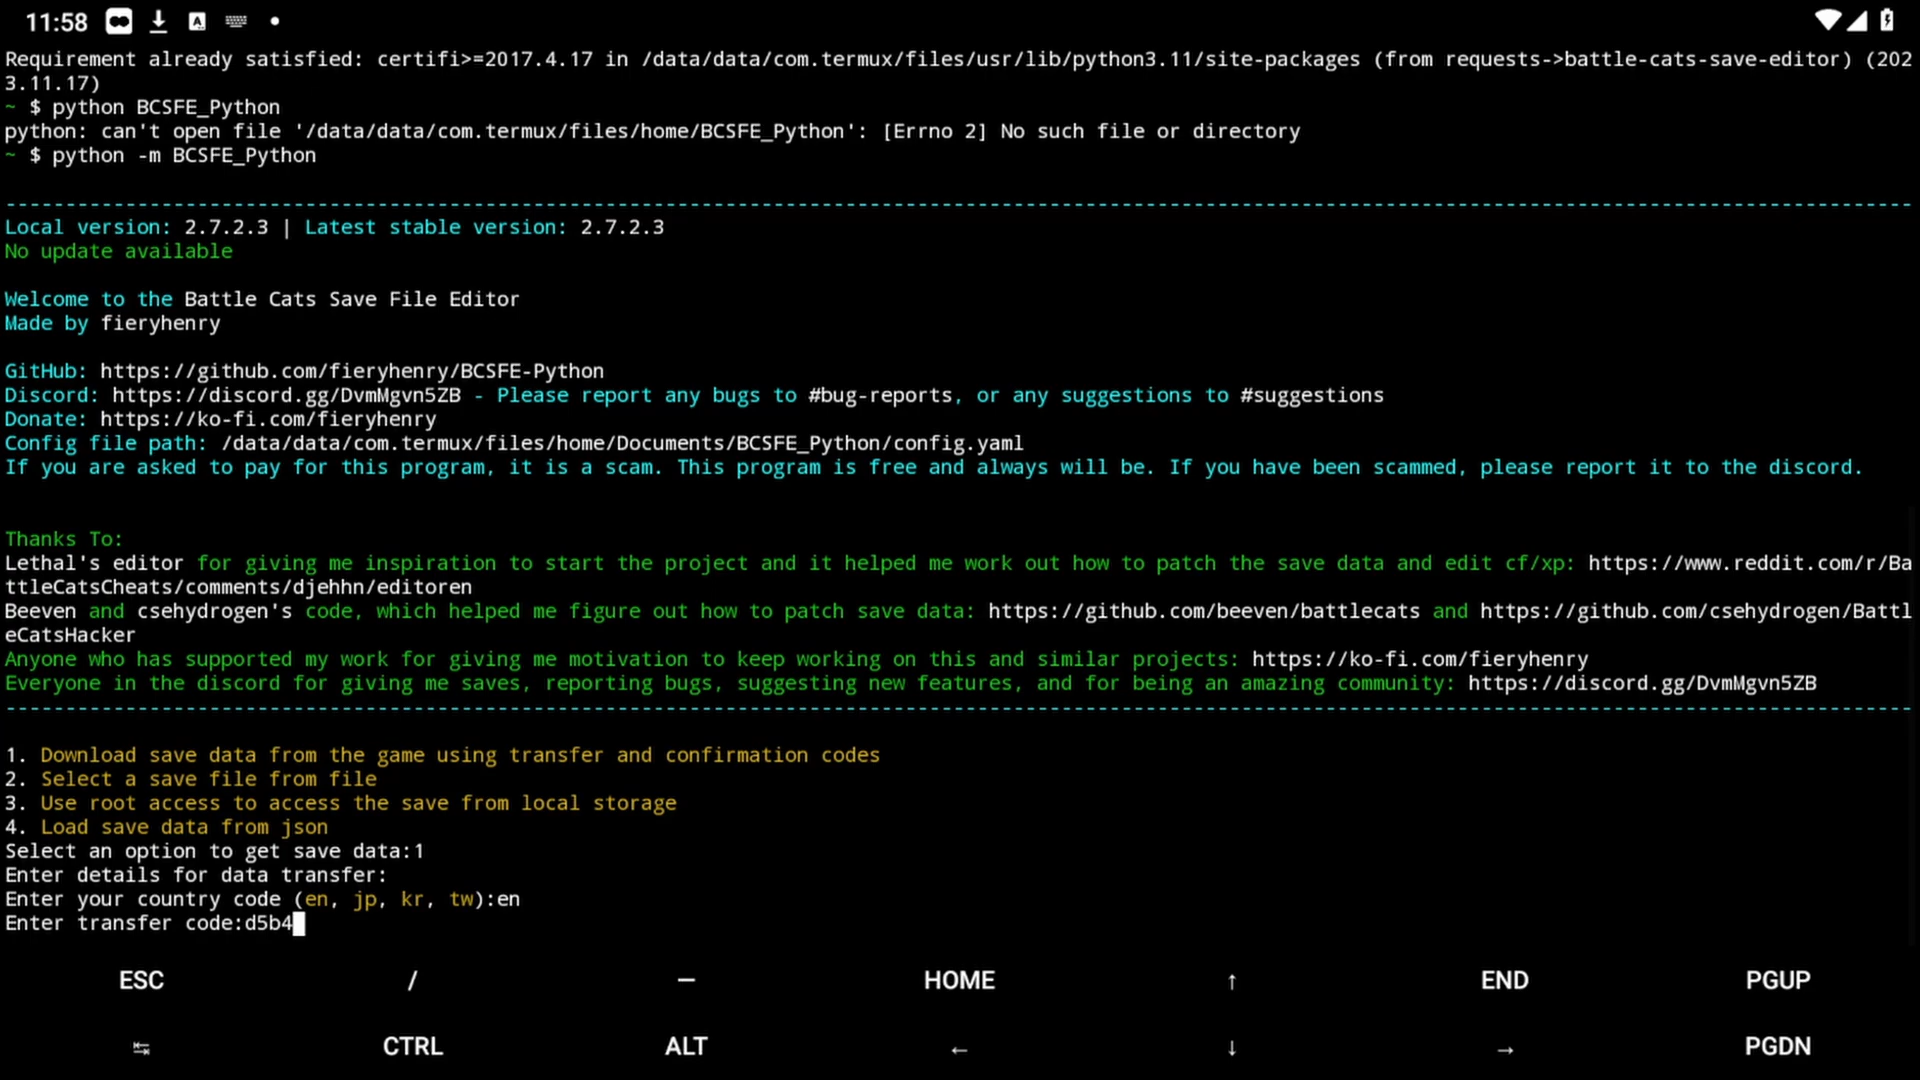 11:58
Requirement already satisfied: certifi>=2017.4.17 in /data/data/com.termux/files/usr/lib/python3.11/site-packages (from requests->battle-cats-save-editor) (202
3.11.17)
~ $ python BCSFE_Python
python: can't open file '/data/data/com.termux/files/home/BCSFE_Python': [Errno 2] No such file or directory
~ $ python -m BCSFE_Python
Local version: 2.7.2.3 | Latest stable version: 2.7.2.3
No update available
Welcome to the Battle Cats Save File Editor
Made by fieryhenry
GitHub: https://github.com/fieryhenry/BCSFE-Python
Discord: https://discord.gg/DvmMgvn5ZB - Please report any bugs to #bug-reports, or any suggestions to #suggestions
Donate: https://ko-fi.com/fieryhenry
Config file path: /data/data/com.termux/files/home/Documents/BCSFE_Python/config.yaml
If you are asked to pay for this program, it is a scam. This program is free and always will be. If you have been scammed, please report it to the discord.
Thanks To:
Lethal's editor for giving me inspiration to start the project and it helped me work out how to patch the save data and edit cf/xp: https://www.reddit.com/r/Ba
ttleCatsCheats/comments/djehhn/editoren
Beeven and csehydrogen's code, which helped me figure out how to patch save data: https://github.com/beeven/battlecats and https://github.com/csehydrogen/Battl
eCatsHacker
Anyone who has supported my work for giving me motivation to keep working on this and similar projects: https://ko-fi.com/fieryhenry
Everyone in the discord for giving me saves, reporting bugs, suggesting new features, and for being an amazing community: https://discord.gg/DvmMgvn5ZB
1. Download save data from the game using transfer and confirmation codes
2. Select a save file from file
3. Use root access to access the save from local storage
4. Load save data from json
Select an option to get save data:1
Enter details for data transfer:
Enter your country code (en, jp, kr, tw):en
Enter transfer code:d5b4
ESC / — HOME ↑ END PGUP
↹ CTRL ALT ← ↓ → PGDN